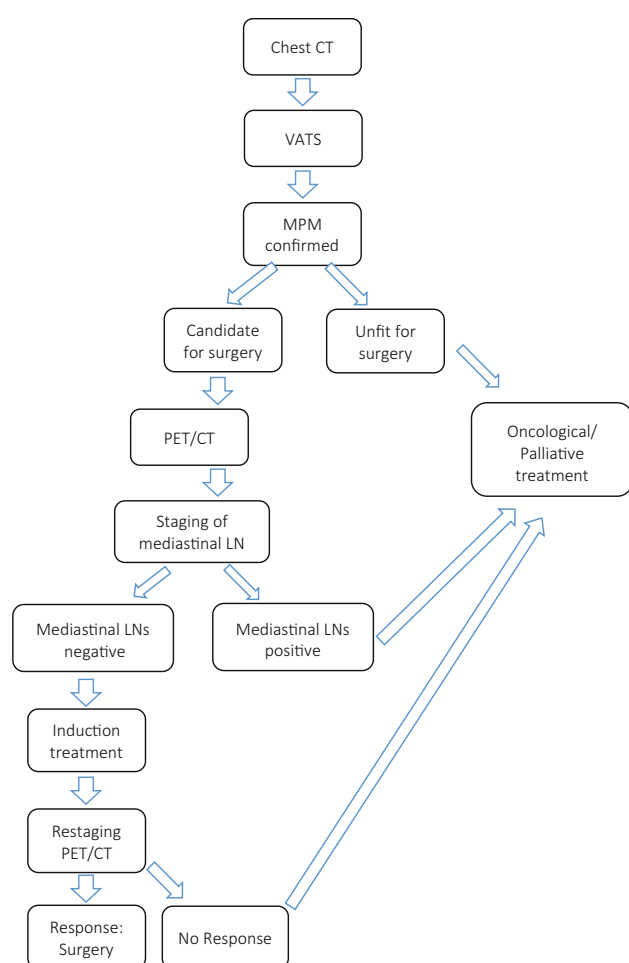 Chest CT
VATS
MPM
confirmed
Candidate
for surgery
Unfit for
surgery
PET/CT
Oncological/
Palliative
treatment
Staging of
mediastinal LN
Mediastinal LNs
negative
Mediastinal LNs
positive
Induction
treatment
Restaging
PET/CT
Response:
Surgery
No Response